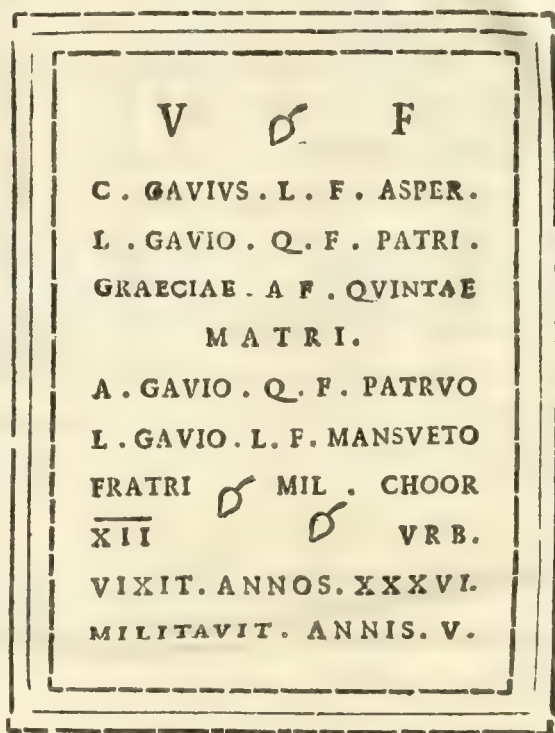 V F
C . GAVIVS . L . F . ASPER .
L . GAVIO . Q . F . PATRI .
GRAECIAE . A F . QVINTAE
MATRI .
A . GAVIO . Q . F . PATRVO
L . GAVIO . L . F . MANSVETO
FRATRI MIL . CHOOR
XII VRB .
VIXIT . ANNOS . XXXVI .
MILITAVIT . ANNIS . V .